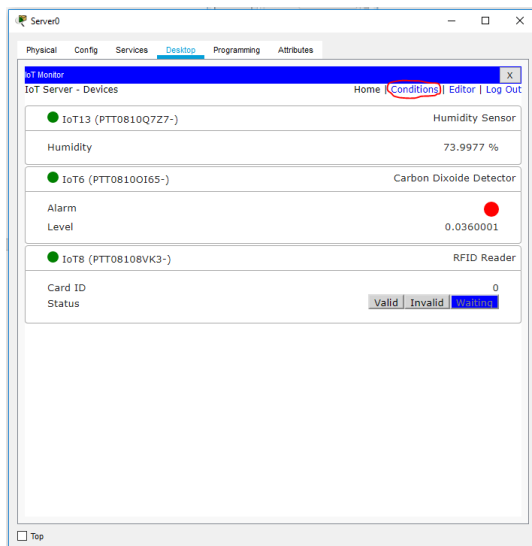 Server0
Physical Config Services Desktop Programming Attributes
IoT Monitor X
IoT Server - Devices Home | Conditions | Editor | Log Out
IoT13 (PTT0810Q7Z7-) Humidity Sensor
Humidity 73.9977 %
IoT6 (PTT0810OI65-) Carbon Dixoide Detector
Alarm
Level 0.0360001
IoT8 (PTT08108VK3-) RFID Reader
Card ID 0
Status Valid Invalid Waiting
Top